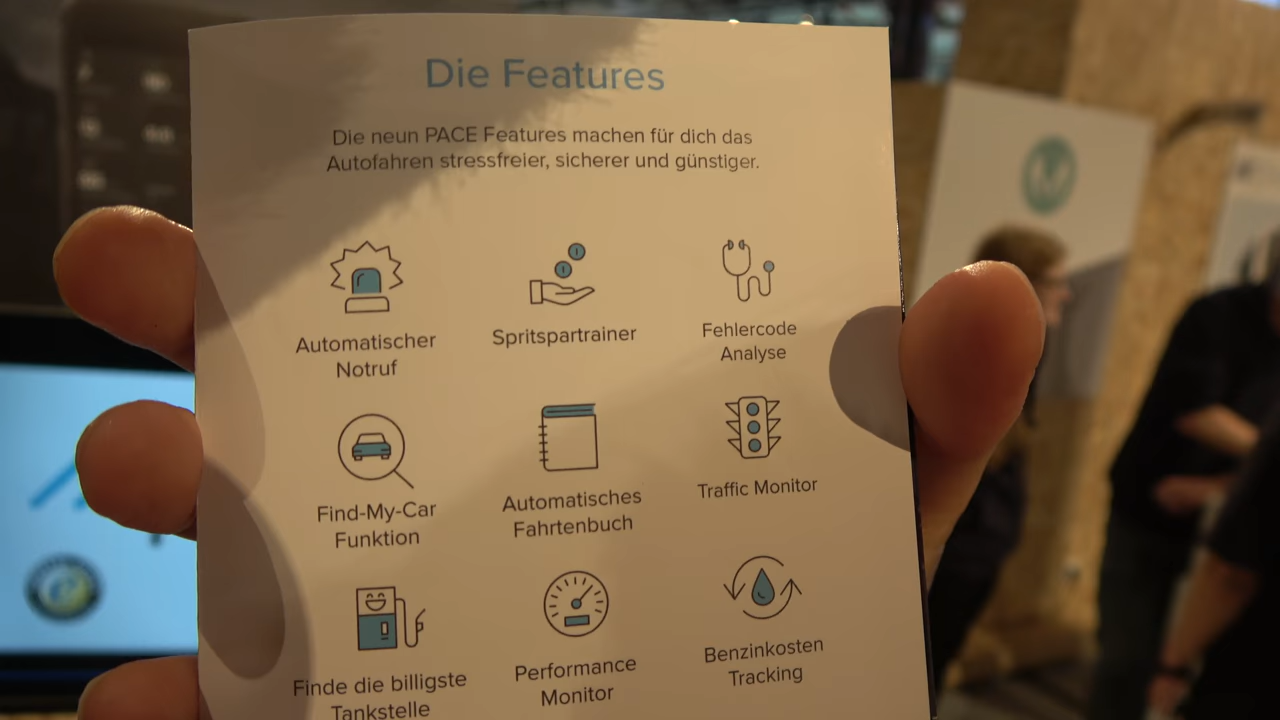 Die Features
Die neun PACE Features machen für dich das
Autofahren stressfreier, sicherer und günstiger.
Automatischer
Notruf
Spritspartrainer
Fehlercode
Analyse
Find-My-Car
Funktion
Automatisches
Fahrtenbuch
Traffic Monitor
Finde die billigste
Tankstelle
Performance
Monitor
Benzinkosten
Tracking